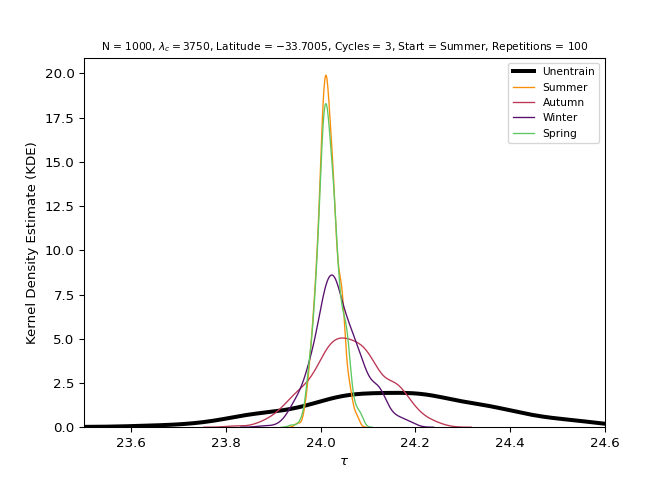 N = 1000, λc = 3750, Latitude = −33.7005, Cycles = 3, Start = Summer, Repetitions = 100
Kernel Density Estimate (KDE)
20.0
17.5
15.0
12.5
10.0
7.5
5.0
2.5
0.0
Unentrain
Summer
Autumn
Winter
Spring
23.6 23.8 24.0 24.2 24.4 24.6
τ